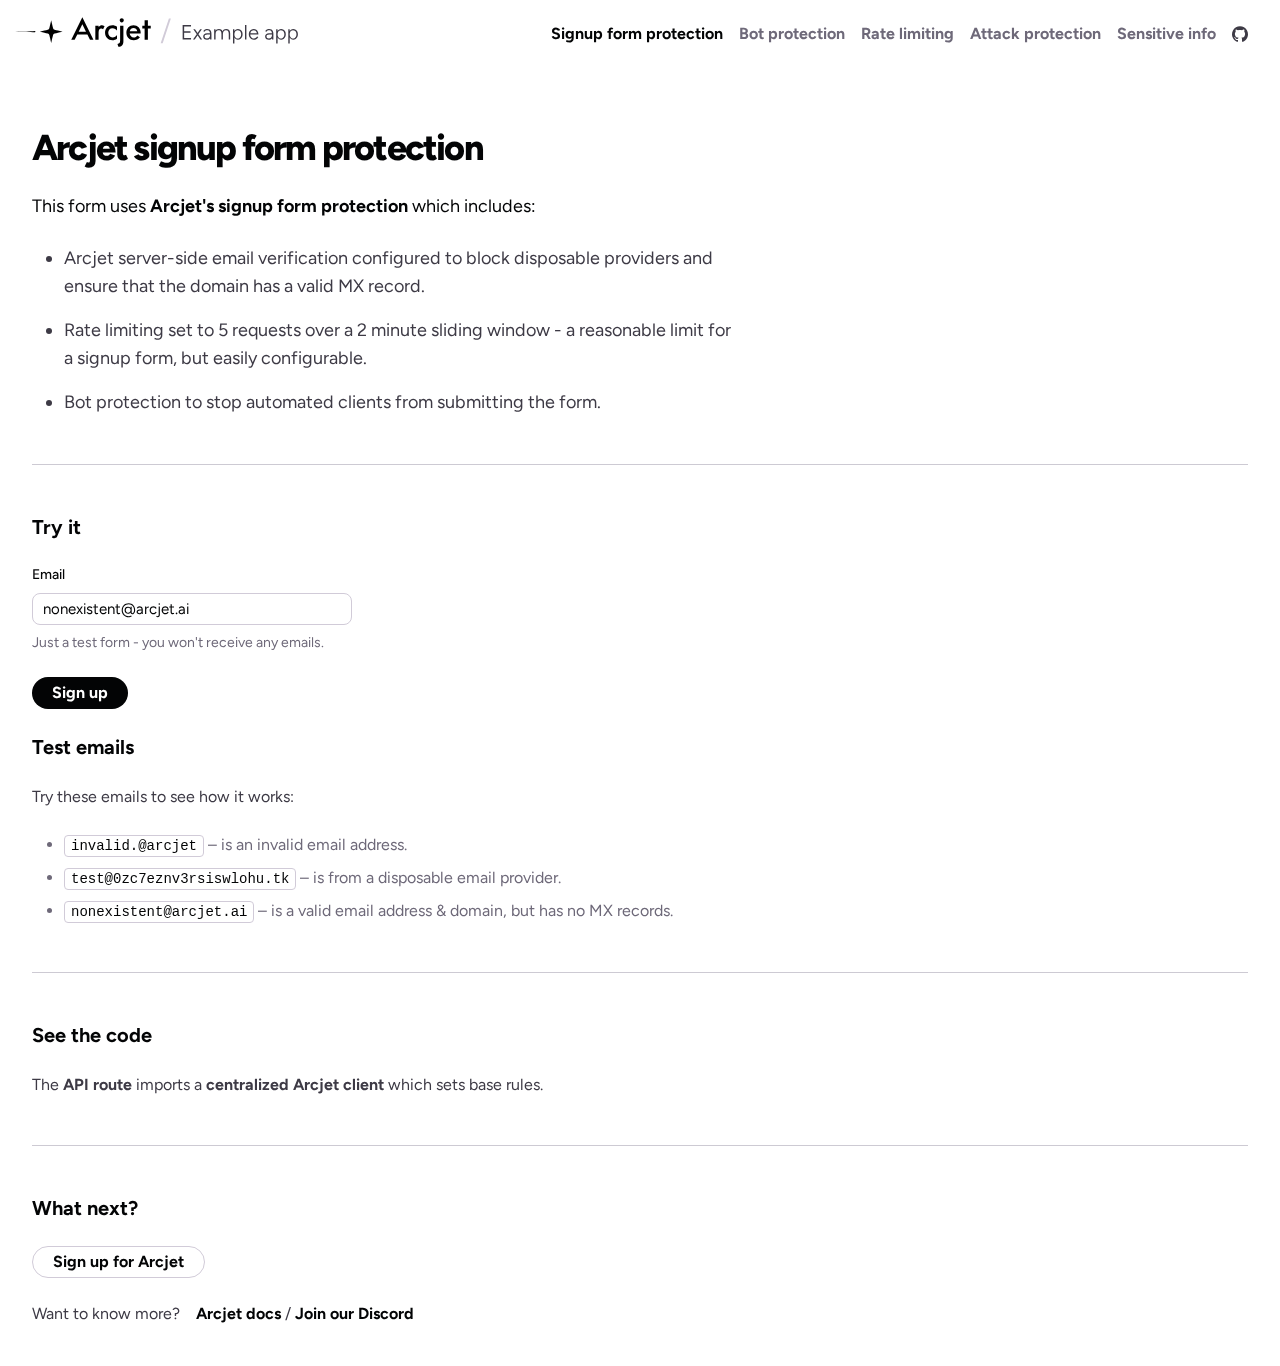 Arcjet / Example app
Signup form protection Bot protection Rate limiting Attack protection Sensitive info
Arcjet signup form protection
This form uses Arcjet's signup form protection which includes:
• Arcjet server-side email verification configured to block disposable providers and
ensure that the domain has a valid MX record.
• Rate limiting set to 5 requests over a 2 minute sliding window - a reasonable limit for
a signup form, but easily configurable.
• Bot protection to stop automated clients from submitting the form.
Try it
Email
nonexistent@arcjet.ai
Just a test form - you won't receive any emails.
Sign up
Test emails
Try these emails to see how it works:
• invalid.@arcjet – is an invalid email address.
• test@0zc7eznv3rsiswlohu.tk – is from a disposable email provider.
• nonexistent@arcjet.ai – is a valid email address & domain, but has no MX records.
See the code
The API route imports a centralized Arcjet client which sets base rules.
What next?
Sign up for Arcjet
Want to know more? Arcjet docs / Join our Discord